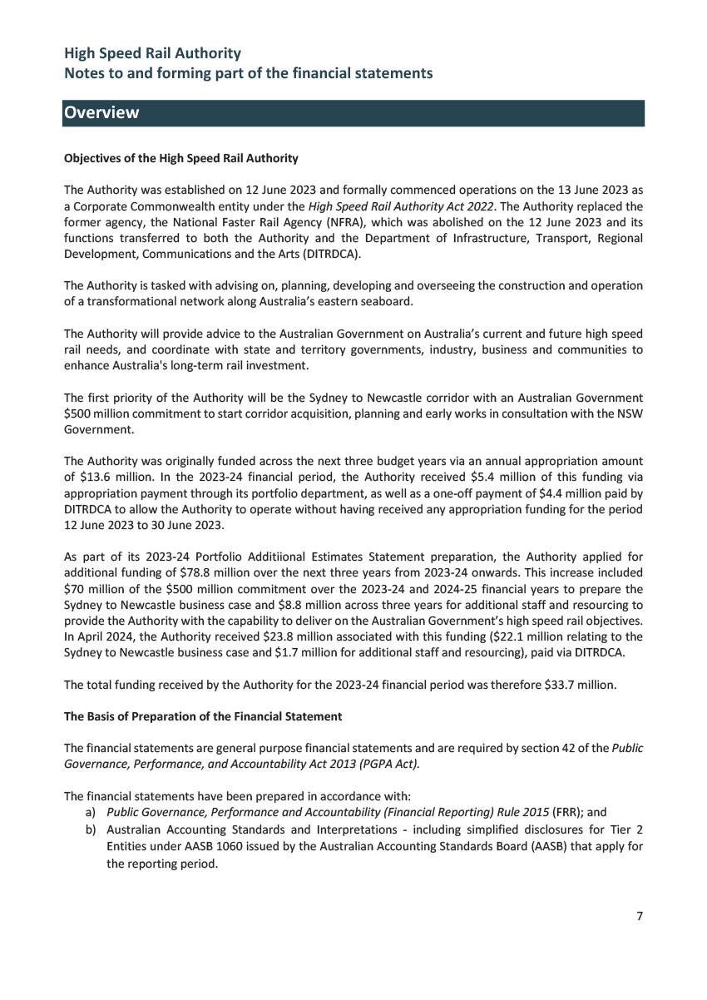 High Speed Rail Authority
Notes to and forming part of the financial statements
Overview
Objectives of the High Speed Rail Authority
The Authority was established on 12 June 2023 and formally commenced operations on the 13 June 2023 as
a Corporate Commonwealth entity under the High Speed Rail Authority Act 2022. The Authority replaced the
former agency, the National Faster Rail Agency (NFRA), which was abolished on the 12 June 2023 and its
functions transferred to both the Authority and the Department of Infrastructure, Transport, Regional
Development, Communications and the Arts (DITRDCA).
The Authority is tasked with advising on, planning, developing and overseeing the construction and operation
of a transformational network along Australia’s eastern seaboard.
The Authority will provide advice to the Australian Government on Australia’s current and future high speed
rail needs, and coordinate with state and territory governments, industry, business and communities to
enhance Australia's long-term rail investment.
The first priority of the Authority will be the Sydney to Newcastle corridor with an Australian Government
$500 million commitment to start corridor acquisition, planning and early works in consultation with the NSW
Government.
The Authority was originally funded across the next three budget years via an annual appropriation amount
of $13.6 million. In the 2023-24 financial period, the Authority received $5.4 million of this funding via
appropriation payment through its portfolio department, as well as a one-off payment of $4.4 million paid by
DITRDCA to allow the Authority to operate without having received any appropriation funding for the period
12 June 2023 to 30 June 2023.
As part of its 2023-24 Portfolio Additiional Estimates Statement preparation, the Authority applied for
additional funding of $78.8 million over the next three years from 2023-24 onwards. This increase included
$70 million of the $500 million commitment over the 2023-24 and 2024-25 financial years to prepare the
Sydney to Newcastle business case and $8.8 million across three years for additional staff and resourcing to
provide the Authority with the capability to deliver on the Australian Government’s high speed rail objectives.
In April 2024, the Authority received $23.8 million associated with this funding ($22.1 million relating to the
Sydney to Newcastle business case and $1.7 million for additional staff and resourcing), paid via DITRDCA.
The total funding received by the Authority for the 2023-24 financial period was therefore $33.7 million.
The Basis of Preparation of the Financial Statement
The financial statements are general purpose financial statements and are required by section 42 of the Public
Governance, Performance, and Accountability Act 2013 (PGPA Act).
The financial statements have been prepared in accordance with:
a) Public Governance, Performance and Accountability (Financial Reporting) Rule 2015 (FRR); and
b) Australian Accounting Standards and Interpretations - including simplified disclosures for Tier 2
Entities under AASB 1060 issued by the Australian Accounting Standards Board (AASB) that apply for
the reporting period.
7